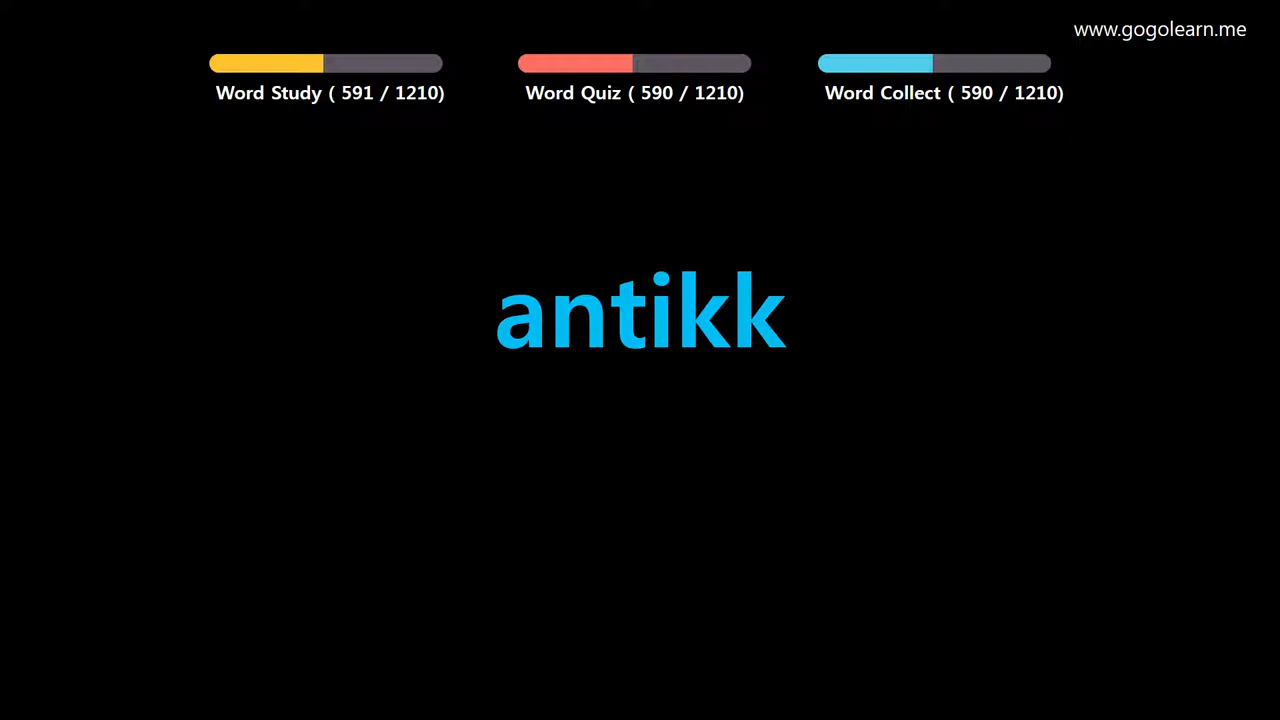 www.gogolearn.me
Word Study ( 591 / 1210)
Word Quiz ( 590 / 1210)
Word Collect ( 590 / 1210)
antikk